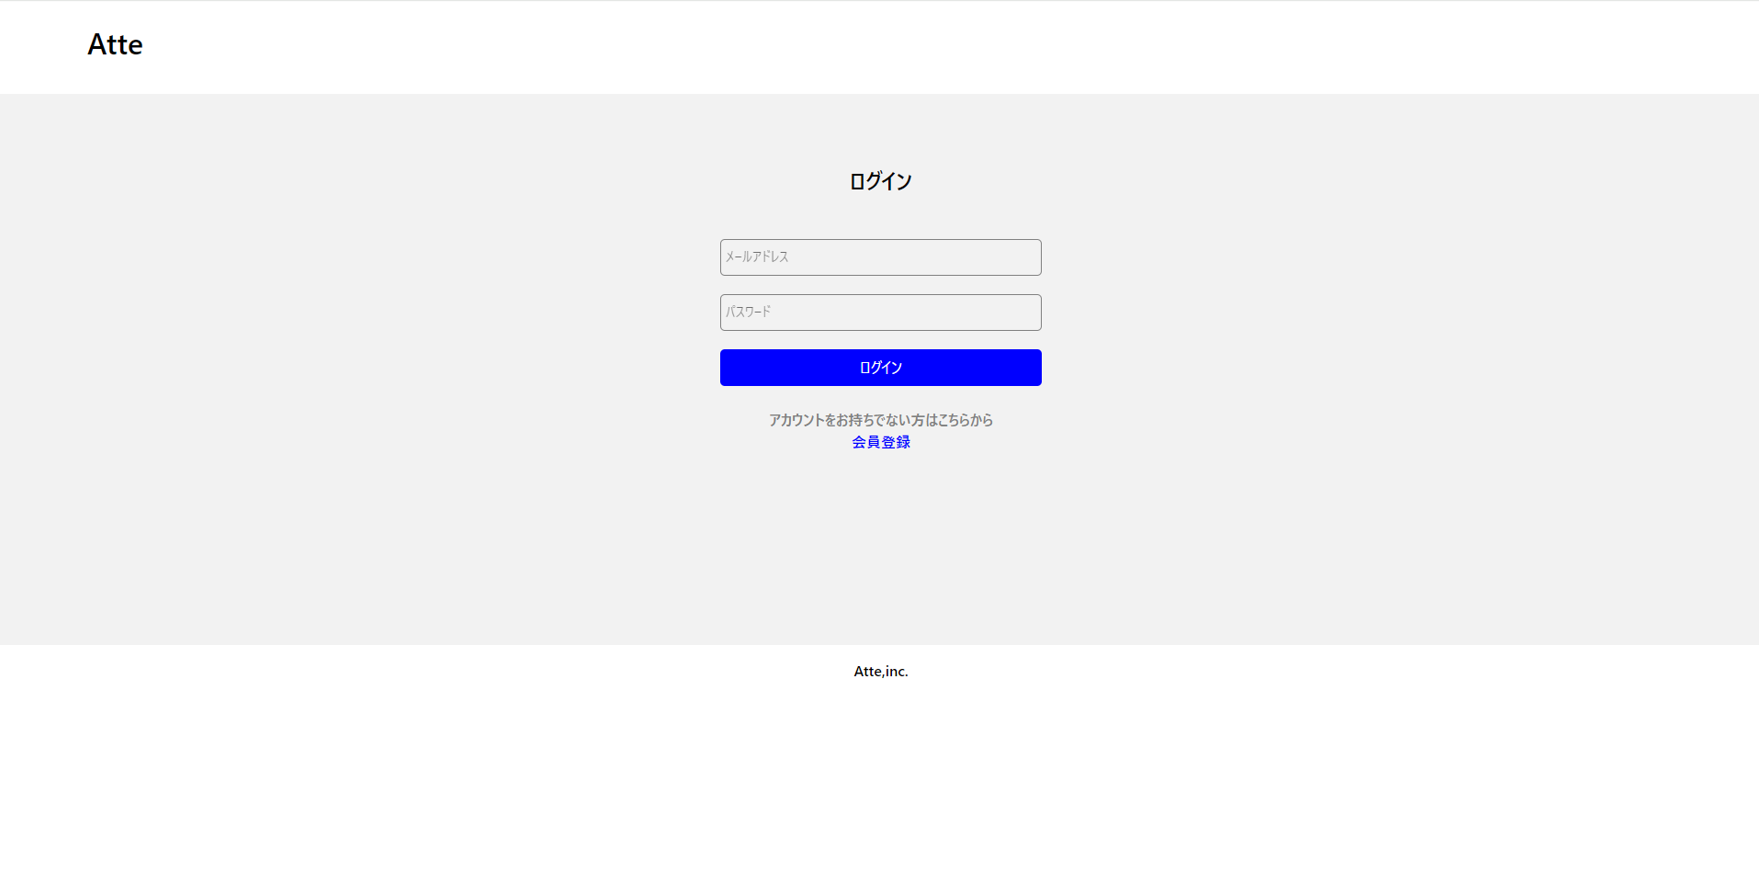 Atte
ログイン
メールアドレス
パスワード
ログイン
アカウントをお持ちでない方はこちらから
会員登録
Atte,inc.